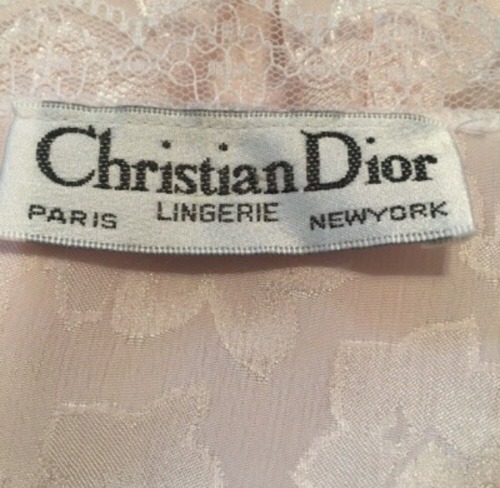 Christian Dior
PARIS LINGERIE NEWYORK